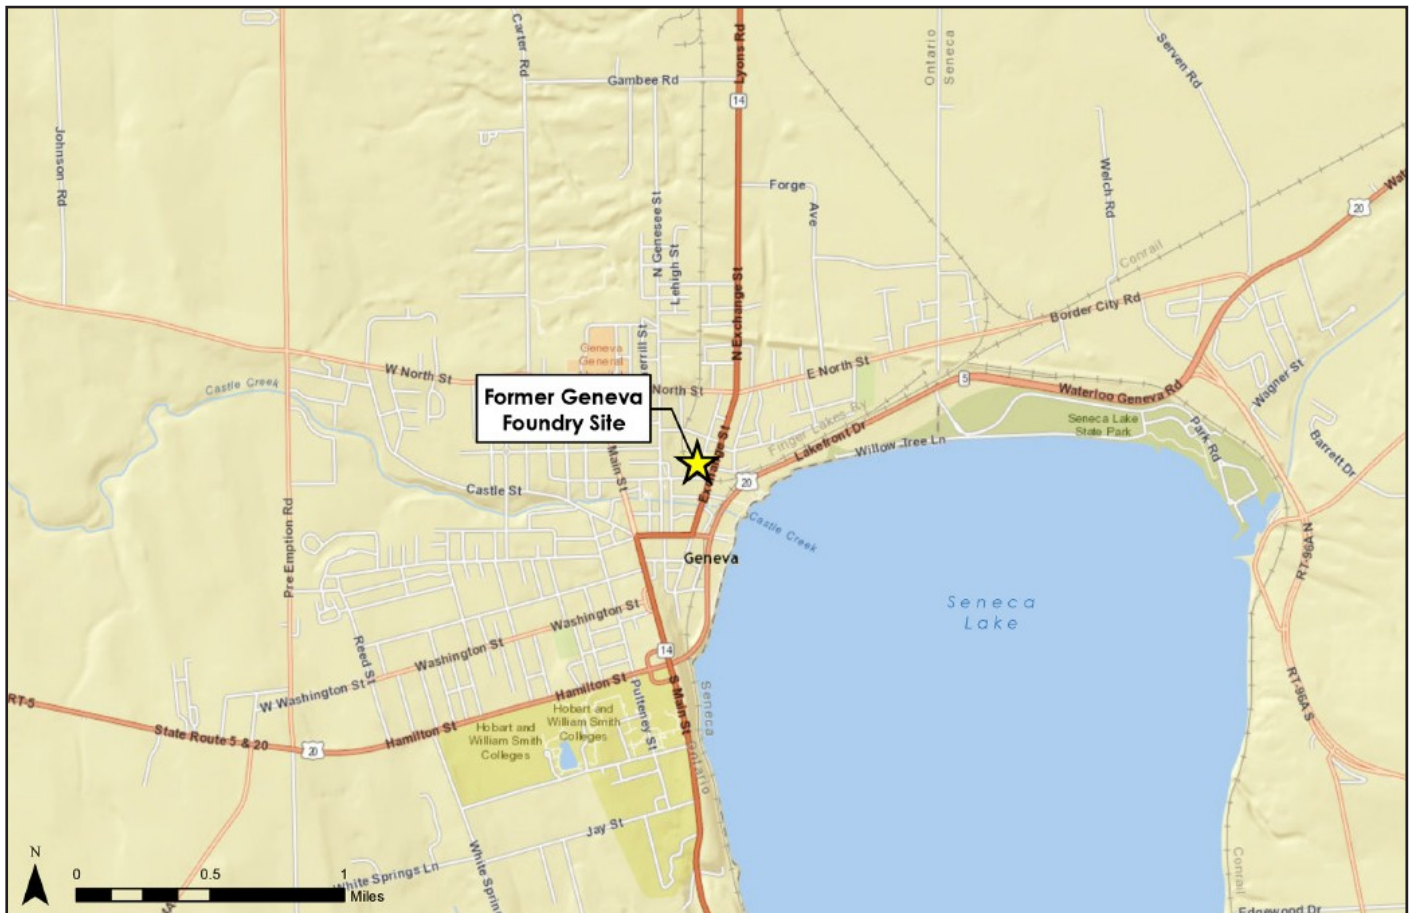 Carter Rd
Lyons Rd
Ontario
Seneca
Serven Rd
Gambee Rd
14
Johnson Rd
Forge
Ave
Welch Rd
20
N Genesee St
Lehigh St
Conrail
N Exchange St
Border City Rd
Geneva
General
W North St
E North St
Castle Creek
North St
5
Waterloo Geneva Rd
Wagner St
Former Geneva
Foundry Site
Finger Lakes Ry
Lakefront Dr
Willow Tree Ln
Seneca Lake
State Park
Park Rd
Barrett Dr
Main St
Exchange St
20
Castle St
Castle Creek
Pre Emption Rd
Geneva
RT-96A N
Seneca
Lake
Washington St
Reed St
Washington St
14
W Washington St
Hamilton St
S Main St
Pulteney St
Seneca
Ontario
RT-96A S
RT-5
State Route 5 & 20
20
Hamilton St
Hobart and
William Smith
Colleges
Hobart and
William Smith
Colleges
Jay St
White Springs Ln
White Spring
Conrail
Edgewood Dr
N
0 0.5 1
Miles